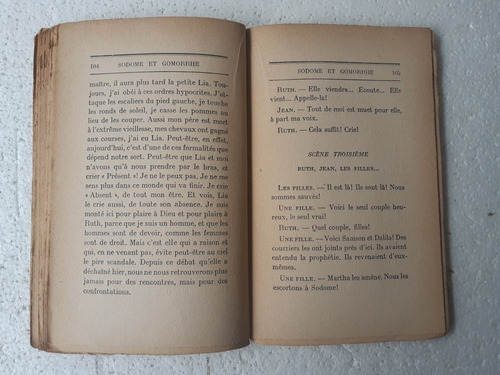 104 SODOME ET GOMORRHE
maître, il aura plus tard la petite Lia. Tou-
jours, j'ai obéi à ces ordres hypocrites. J'at-
taque les escaliers du pied gauche, je touche
les ronds de soleil, je casse les pommes au
lieu de les couper. Aussi mon père est mort
à l'extrême vieillesse, mes chevaux ont gagné
aux courses, j'ai eu Lia. Peut-être, en effet,
aujourd'hui, c'est d'une de ces formalités que
dépend notre sort. Peut-être que Lia et moi
n'avons qu'à nous prendre par le bras, et
crier « Présent »! Je ne le peux pas. Je ne me
sens plus dans ce monde qui va finir. Je crie
« Absent », de tout mon être. Et vois, Lia
le crie aussi, de toute son absence. Je suis
monté ici pour plaire à Dieu et pour plaire à
Ruth, parce que je suis un homme, et que les
hommes sont de devoir, comme les femmes
sont de droit. Mais c'est elle qui a raison et
qui, en ne venant pas, évite peut-être au ciel
le pire scandale. Depuis ce débat qu'elle a
déchaîné hier, nous ne nous retrouverons plus
jamais pour des rencontres, mais pour des
confrontations.
SODOME ET GOMORRHE 105
RUTH. — Elle viendra... Ecoute... Elle
vient... Appelle-la!
JEAN. — Tout de moi est muet pour elle,
à part ma voix.
RUTH. — Cela suffit! Crie!
SCÈNE TROISIÈME
RUTH, JEAN, LES FILLES...
LES FILLES. — Il est là! Ils sont là! Nous
sommes sauvés!
UNE FILLE. — Voici le seul couple heu-
reux, le seul vrai!
RUTH. — Quel couple, filles!
UNE FILLE. — Voici Samson et Dalila! Des
courriers les ont joints près d'ici. Ils avaient
entendu la prophétie. Ils revenaient d'eux-
mêmes.
UNE FILLE. — Martha les amène. Nous les
escortons à Sodome!